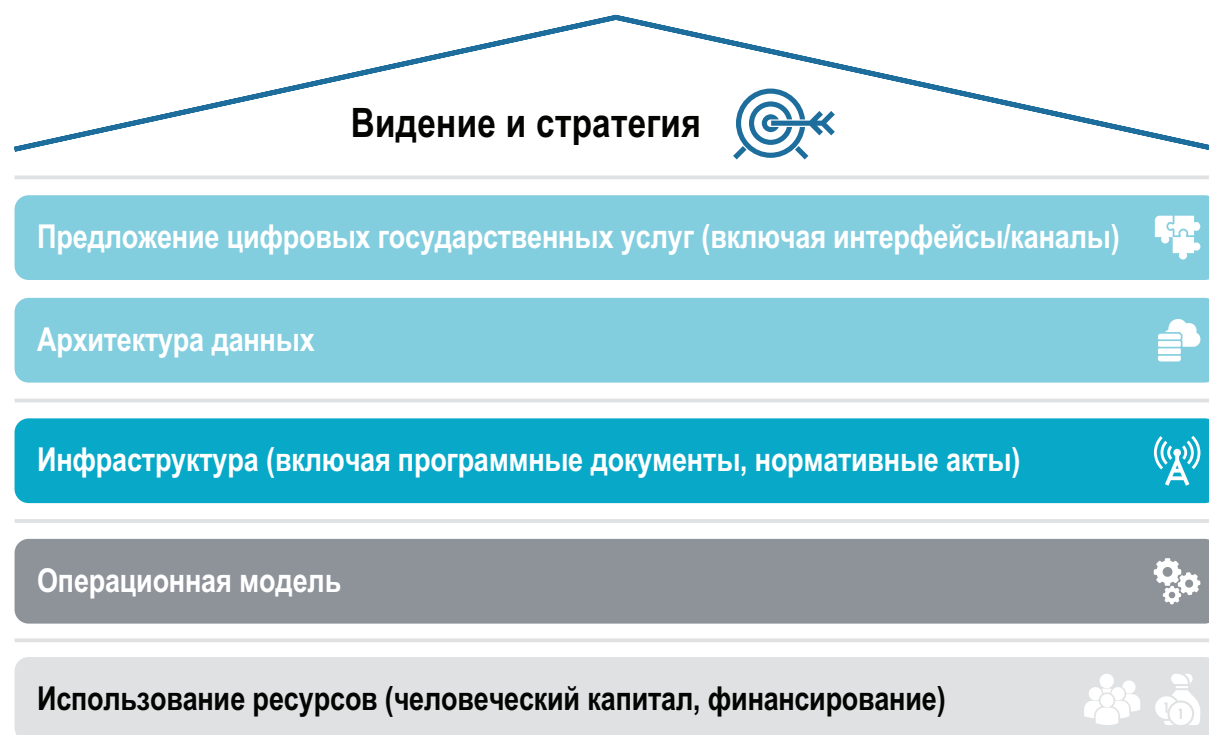 Видение и стратегия
Предложение цифровых государственных услуг (включая интерфейсы/каналы)
Архитектура данных
Инфраструктура (включая программные документы, нормативные акты)
Операционная модель
Использование ресурсов (человеческий капитал, финансирование)
1